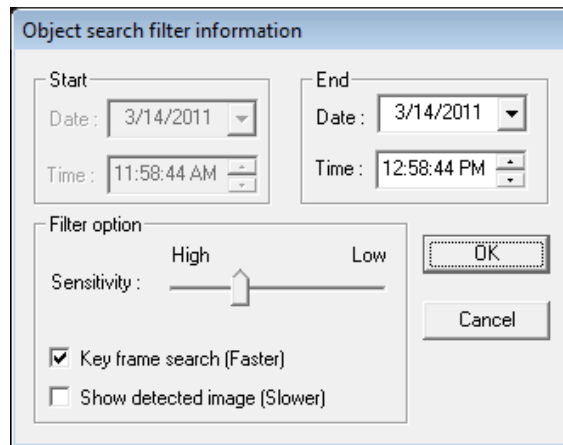 Object search filter information
Start
Date : 3/14/2011
Time : 11:58:44 AM
End
Date : 3/14/2011
Time : 12:58:44 PM
Filter option
High Low
Sensitivity :
Key frame search (Faster)
Show detected image (Slower)
OK
Cancel